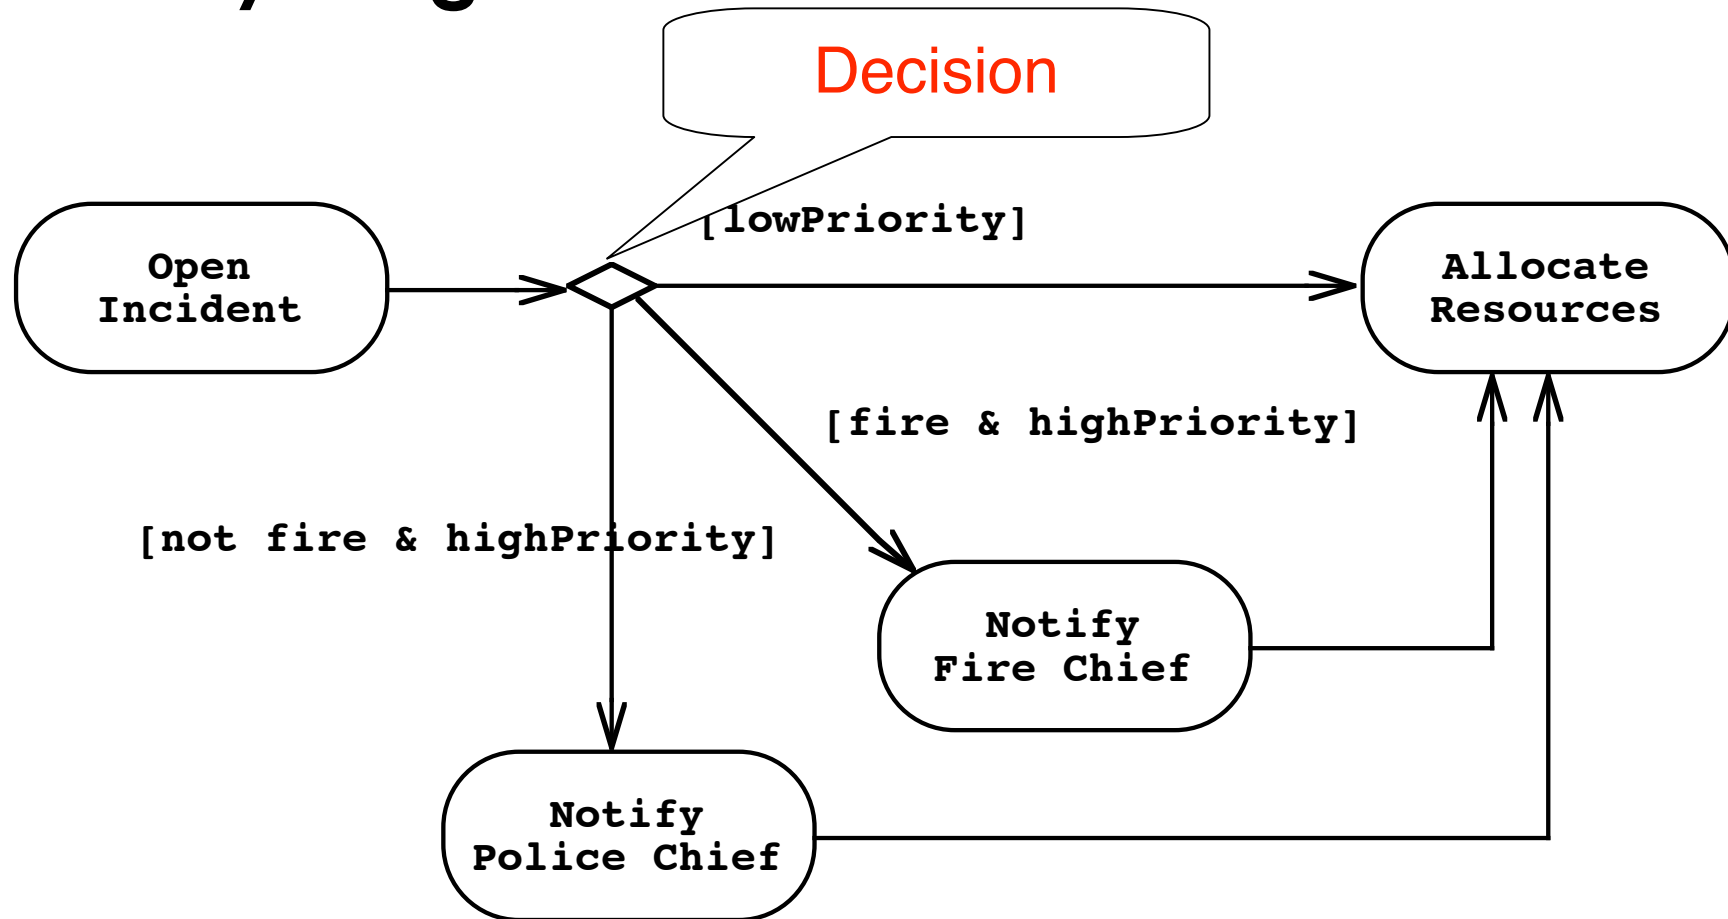 Decision
[lowPriority]
Open
Incident
Allocate
Resources
[fire & highPriority]
[not fire & highPriority]
Notify
Fire Chief
Notify
Police Chief